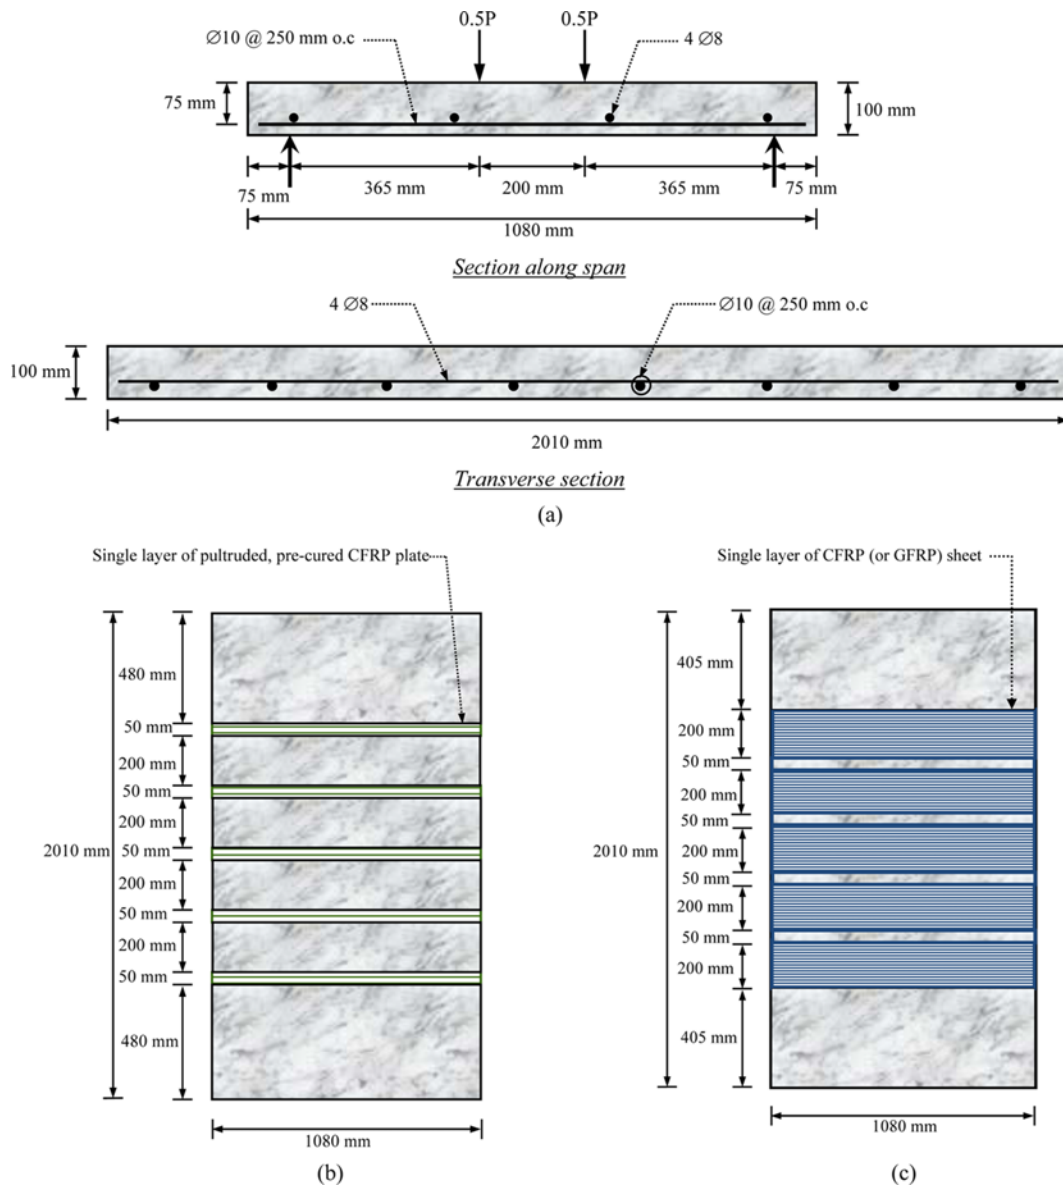 0.5P
0.5P
Ø10 @ 250 mm o.c
4 Ø8
75 mm
100 mm
365 mm
200 mm
365 mm
75 mm
75 mm
1080 mm
Section along span
4 Ø8
Ø10 @ 250 mm o.c
100 mm
2010 mm
Transverse section
(a)
Single layer of pultruded, pre-cured CFRP plate
480 mm
50 mm
200 mm
50 mm
200 mm
50 mm
200 mm
50 mm
200 mm
50 mm
480 mm
2010 mm
1080 mm
(b)
Single layer of CFRP (or GFRP) sheet
405 mm
200 mm
50 mm
200 mm
50 mm
200 mm
50 mm
200 mm
50 mm
200 mm
405 mm
2010 mm
1080 mm
(c)